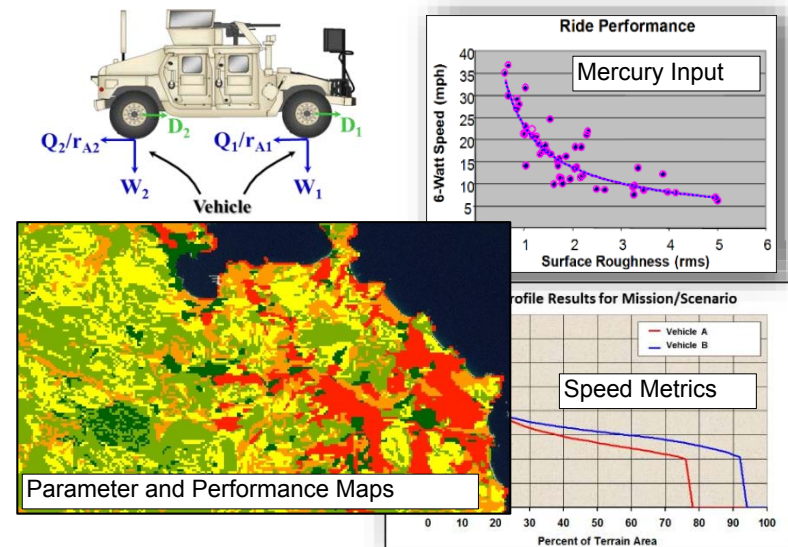 D₂
D₁
Q₂/rA2
Q₁/rA1
W₂
W₁
Vehicle
Ride Performance
Mercury Input
6-Watt Speed (mph)
40
35
30
25
20
15
10
5
1 2 3 4 5 6
Surface Roughness (rms)
Parameter and Performance Maps
rofile Results for Mission/Scenario
Vehicle A
Vehicle B
Speed Metrics
0 10 20 30 40 50 60 70 80 90 100
Percent of Terrain Area